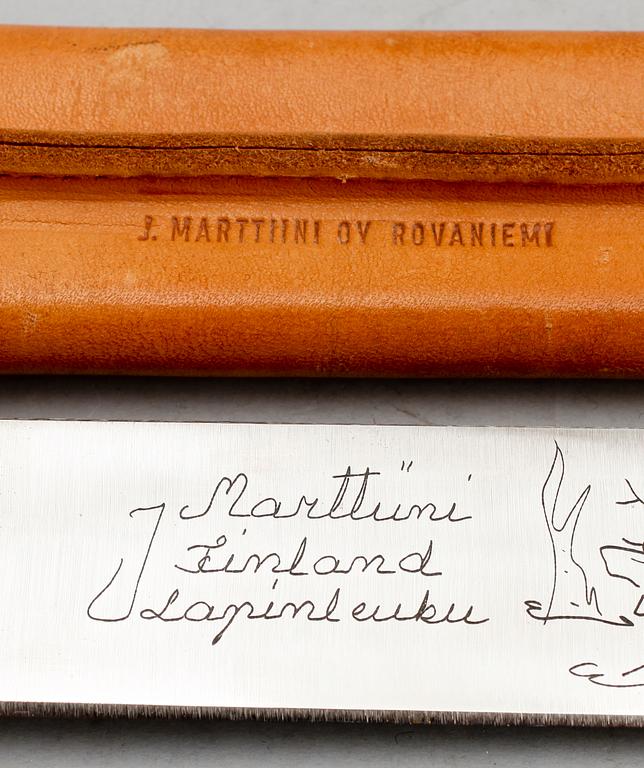 J. MARTTIINI OY ROVANIEMI
J Marttiini
Finland
Lapinleuku